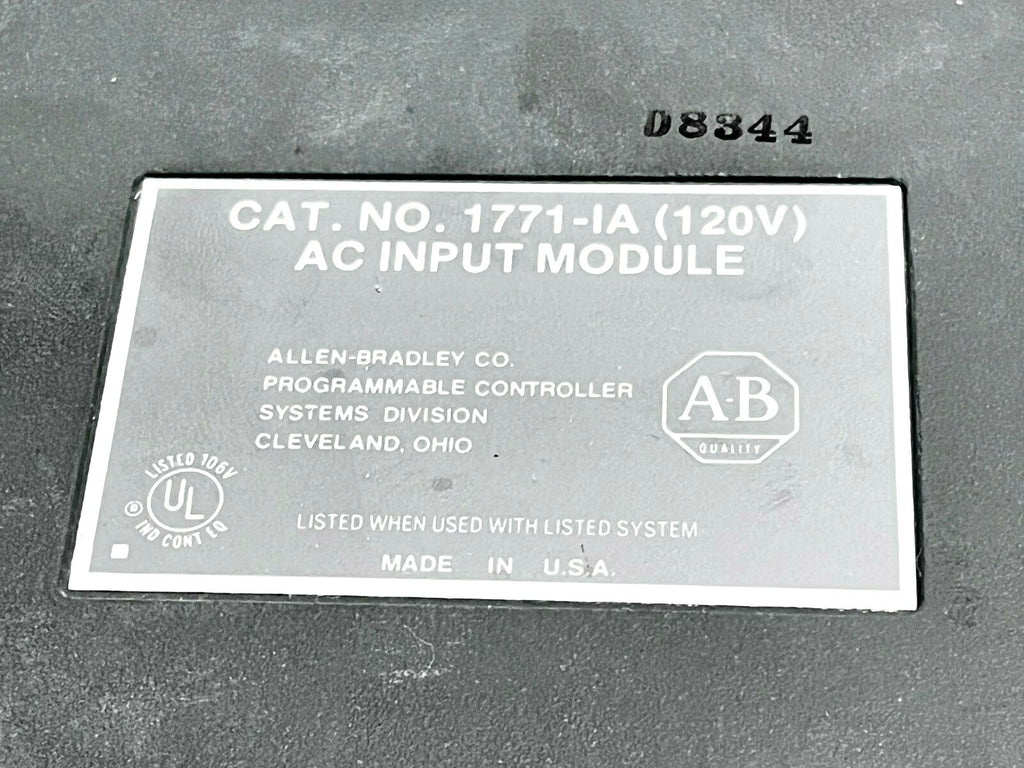 D8344
CAT. NO. 1771-IA (120V)
AC INPUT MODULE
ALLEN-BRADLEY CO.
PROGRAMMABLE CONTROLLER
SYSTEMS DIVISION
CLEVELAND, OHIO
A-B
QUALITY
LISTED 106V
UL
®
IND CONT EQ
LISTED WHEN USED WITH LISTED SYSTEM
MADE IN U.S.A.